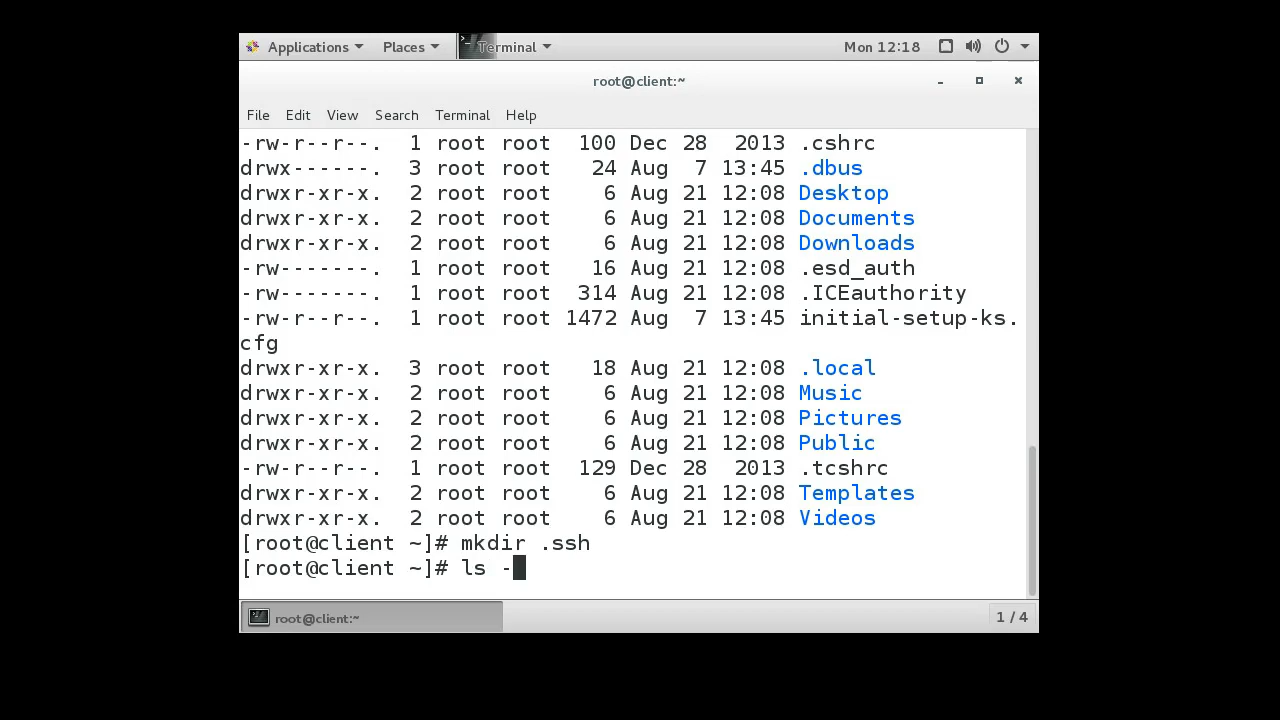 Applications Places Terminal Mon 12:18
root@client:~
File Edit View Search Terminal Help
-rw-r--r--. 1 root root 100 Dec 28 2013 .cshrc
drwx------. 3 root root 24 Aug 7 13:45 .dbus
drwxr-xr-x. 2 root root 6 Aug 21 12:08 Desktop
drwxr-xr-x. 2 root root 6 Aug 21 12:08 Documents
drwxr-xr-x. 2 root root 6 Aug 21 12:08 Downloads
-rw-------. 1 root root 16 Aug 21 12:08 .esd_auth
-rw-------. 1 root root 314 Aug 21 12:08 .ICEauthority
-rw-r--r--. 1 root root 1472 Aug 7 13:45 initial-setup-ks.
cfg
drwxr-xr-x. 3 root root 18 Aug 21 12:08 .local
drwxr-xr-x. 2 root root 6 Aug 21 12:08 Music
drwxr-xr-x. 2 root root 6 Aug 21 12:08 Pictures
drwxr-xr-x. 2 root root 6 Aug 21 12:08 Public
-rw-r--r--. 1 root root 129 Dec 28 2013 .tcshrc
drwxr-xr-x. 2 root root 6 Aug 21 12:08 Templates
drwxr-xr-x. 2 root root 6 Aug 21 12:08 Videos
[root@client ~]# mkdir .ssh
[root@client ~]# ls -
root@client:~ 1 / 4